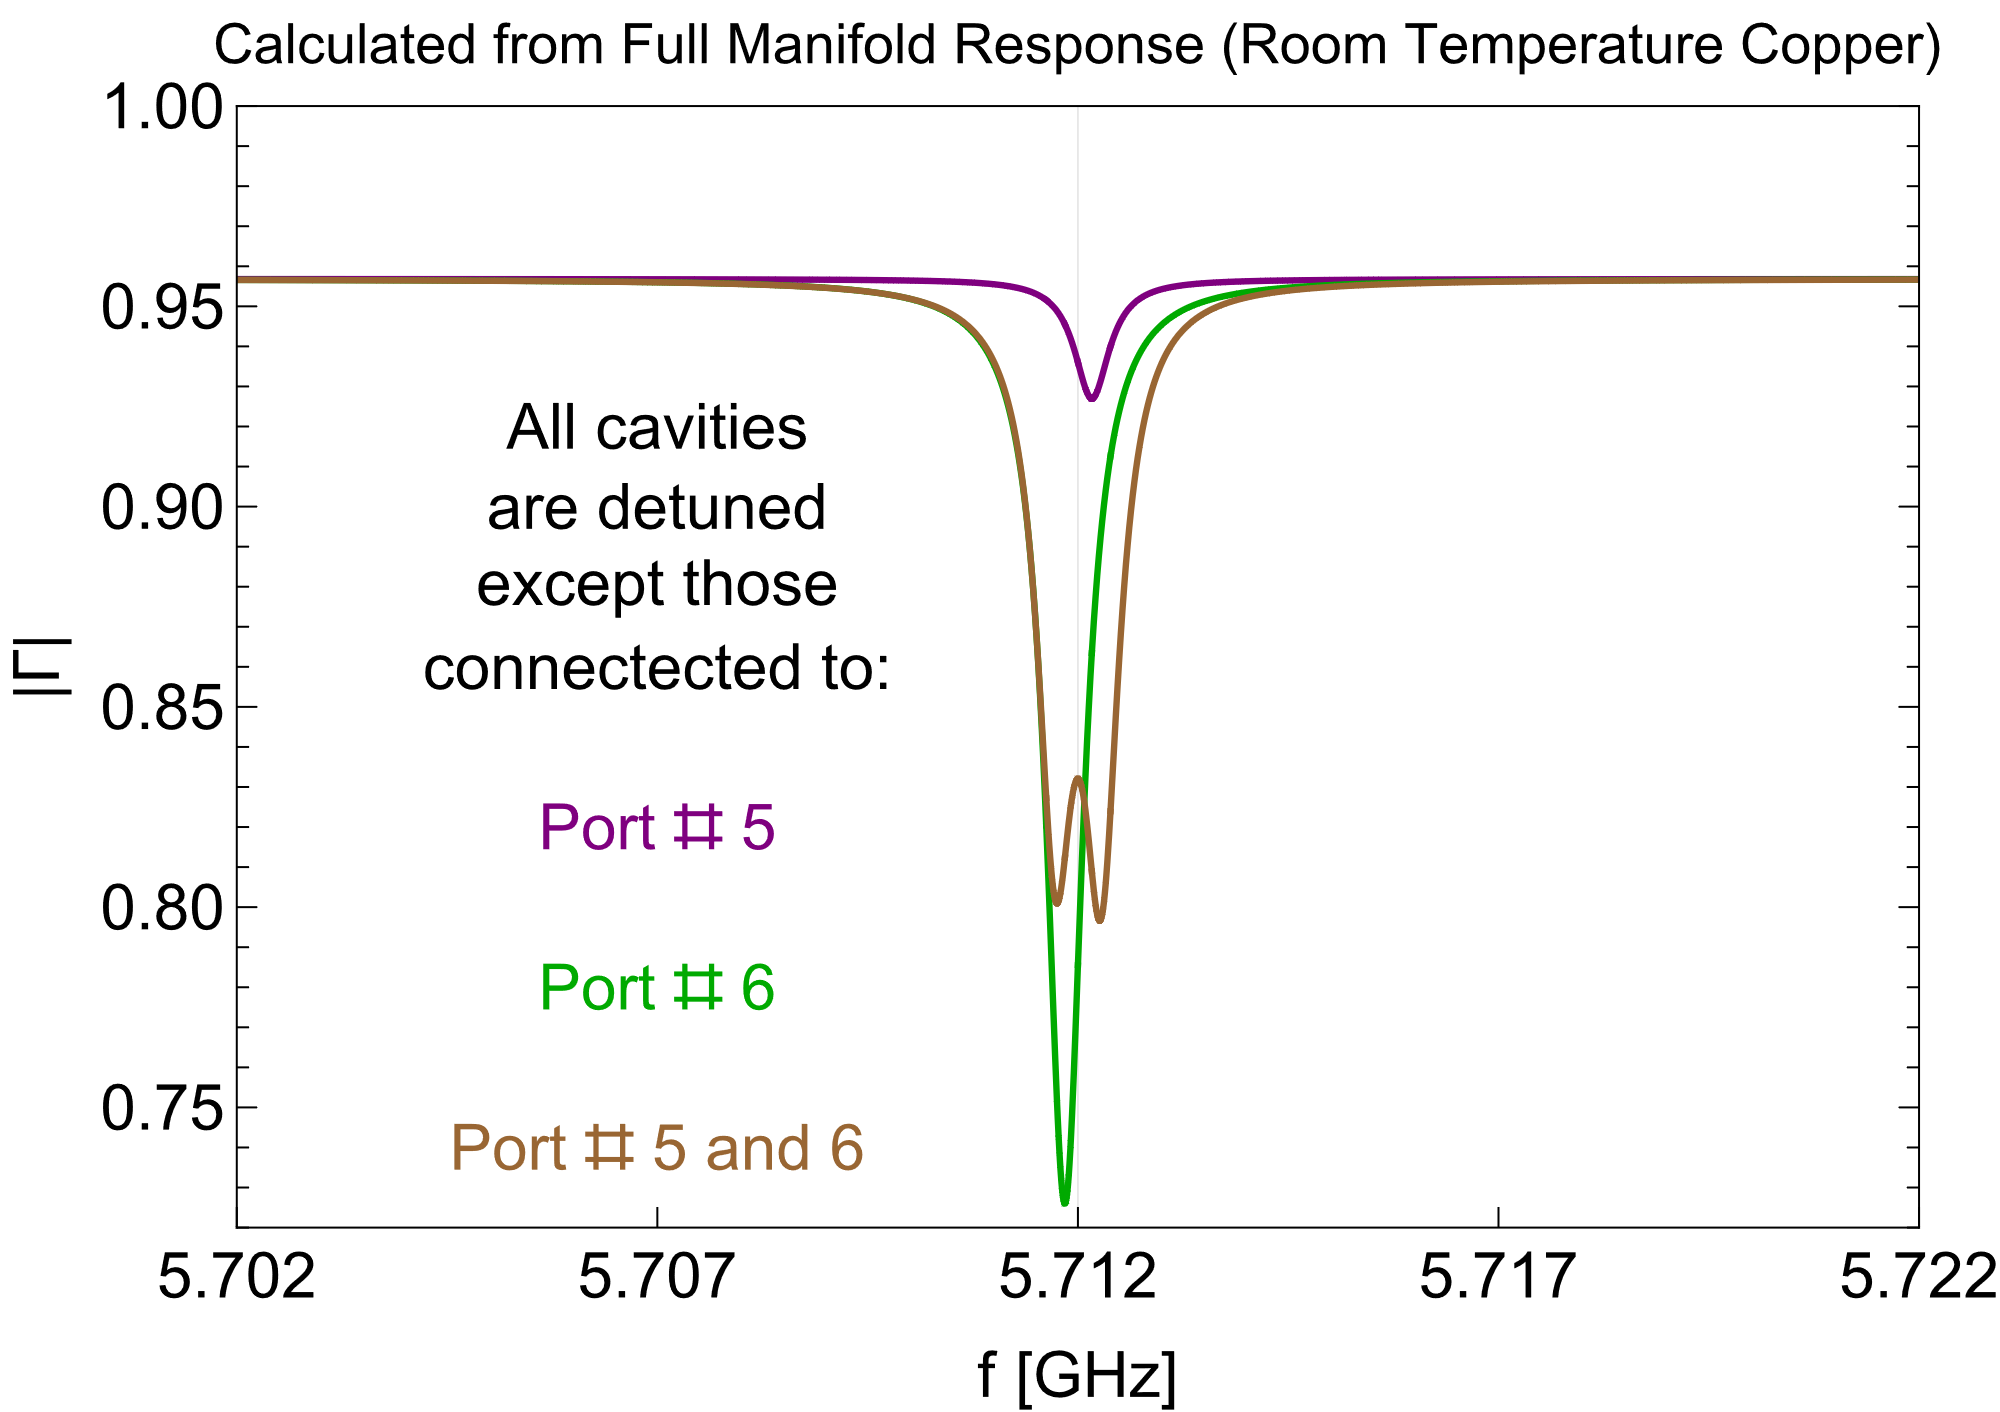 Calculated from Full Manifold Response (Room Temperature Copper)
1.00
0.95
0.90
0.85
0.80
0.75
|Γ|
All cavities
are detuned
except those
connectected to:
Port # 5
Port # 6
Port # 5 and 6
5.702
5.707
5.712
5.717
5.722
f [GHz]